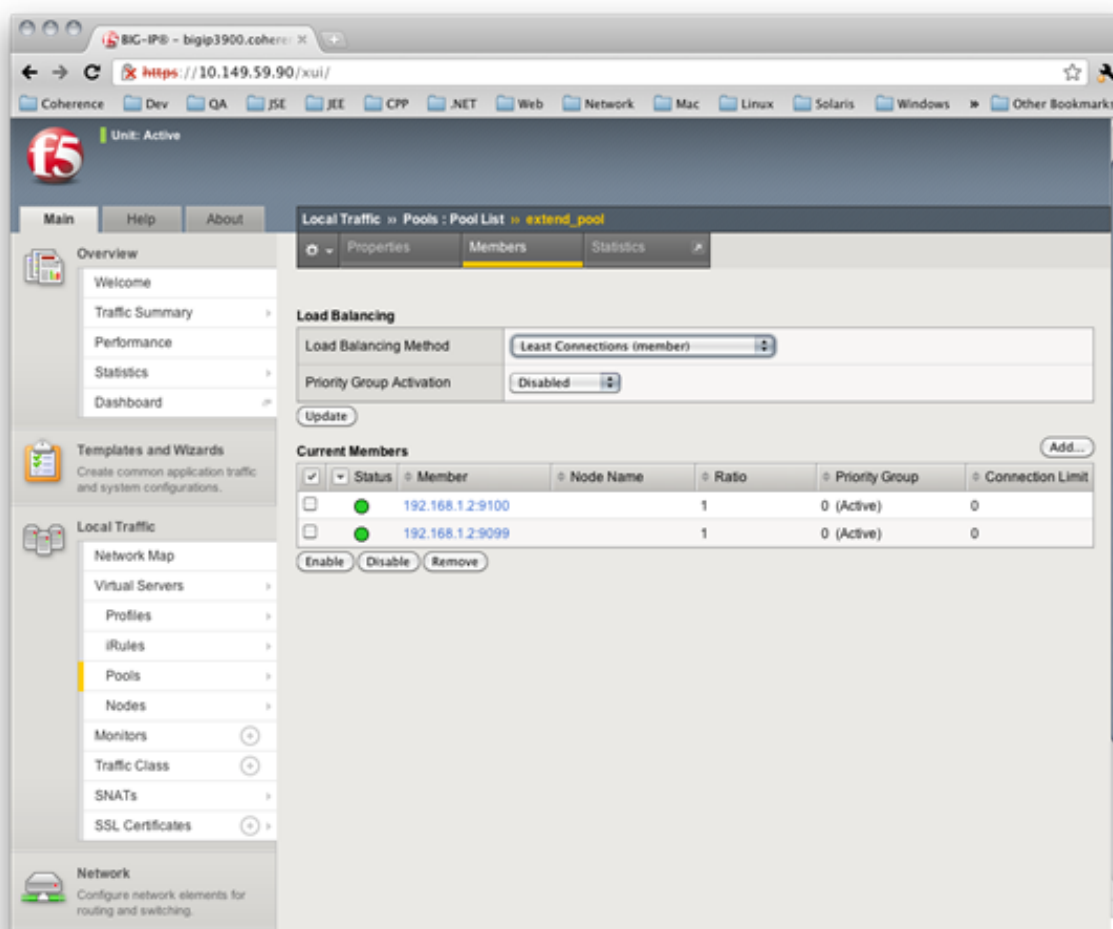 BIG-IP® – bigip3900.cohere
https://10.149.59.90/xui/
Coherence Dev QA JSE JEE CPP .NET Web Network Mac Linux Solaris Windows » Other Bookmarks
f5
Unit: Active
Main Help About
Local Traffic » Pools : Pool List » extend_pool
Properties Members Statistics
Overview
Welcome
Traffic Summary
Performance
Statistics
Dashboard
Load Balancing
Load Balancing Method Least Connections (member)
Priority Group Activation Disabled
Update
Templates and Wizards
Create common application traffic
and system configurations.
Current Members
Add...
Status Member Node Name Ratio Priority Group Connection Limit
192.168.1.2:9100 1 0 (Active) 0
192.168.1.2:9099 1 0 (Active) 0
Enable Disable Remove
Local Traffic
Network Map
Virtual Servers
Profiles
iRules
Pools
Nodes
Monitors
Traffic Class
SNATs
SSL Certificates
Network
Configure network elements for
routing and switching.